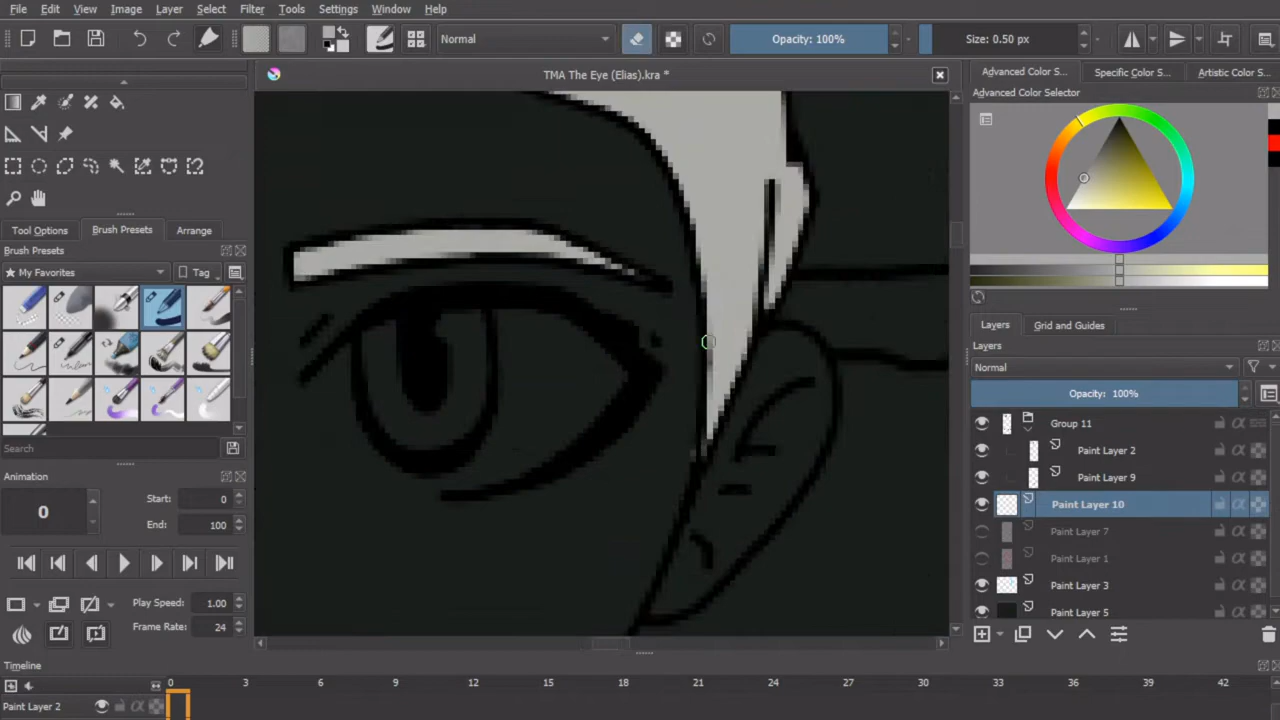 File Edit View Image Layer Select Filter Tools Settings Window Help
Normal Opacity: 100% Size: 0.50 px
TMA The Eye (Elias).kra *
Advanced Color S... Specific Color S... Artistic Color S...
Advanced Color Selector
Tool Options Brush Presets Arrange
Brush Presets
★ My Favorites Tag
Search
Animation
0
Start: 0
End: 100
Play Speed: 1.00
Frame Rate: 24
Layers Grid and Guides
Layers
Normal
Opacity: 100%
Group 11
Paint Layer 2
Paint Layer 9
Paint Layer 10
Paint Layer 7
Paint Layer 1
Paint Layer 3
Paint Layer 5
Timeline
0 3 6 9 12 15 18 21 24 27 30 33 36 39 42
Paint Layer 2